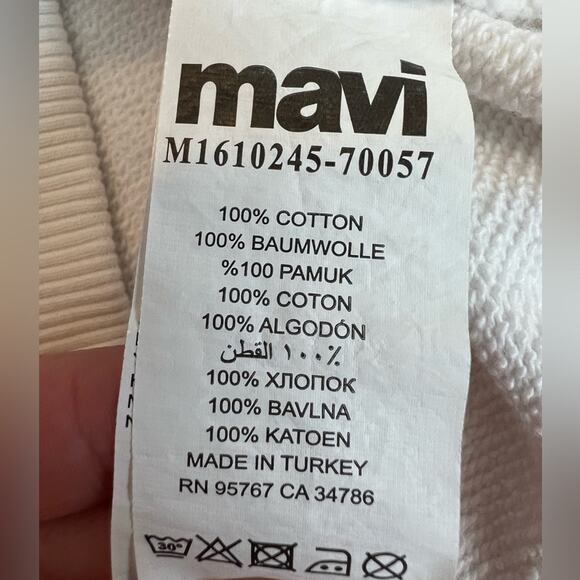 mavi
M1610245-70057
100% COTTON
100% BAUMWOLLE
%100 PAMUK
100% COTON
100% ALGODÓN
٪١٠٠ القطن
100% ХЛОПОК
100% BAVLNA
100% KATOEN
MADE IN TURKEY
RN 95767 CA 34786
30°